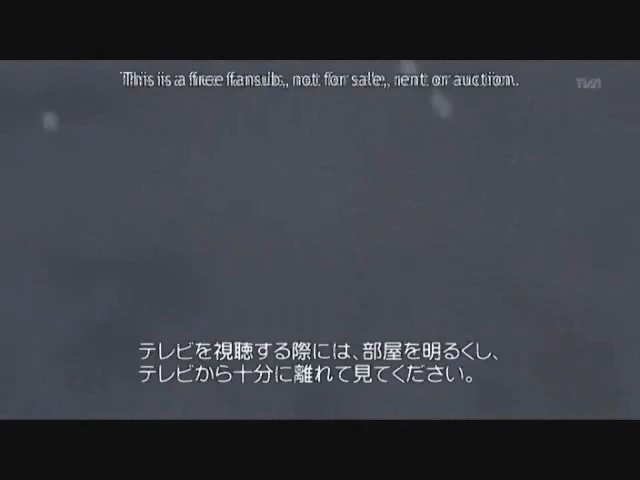 This is a free fansub, not for sale, rent or auction.
TVA
テレビを視聴する際には、部屋を明るくし、
テレビから十分に離れて見てください。